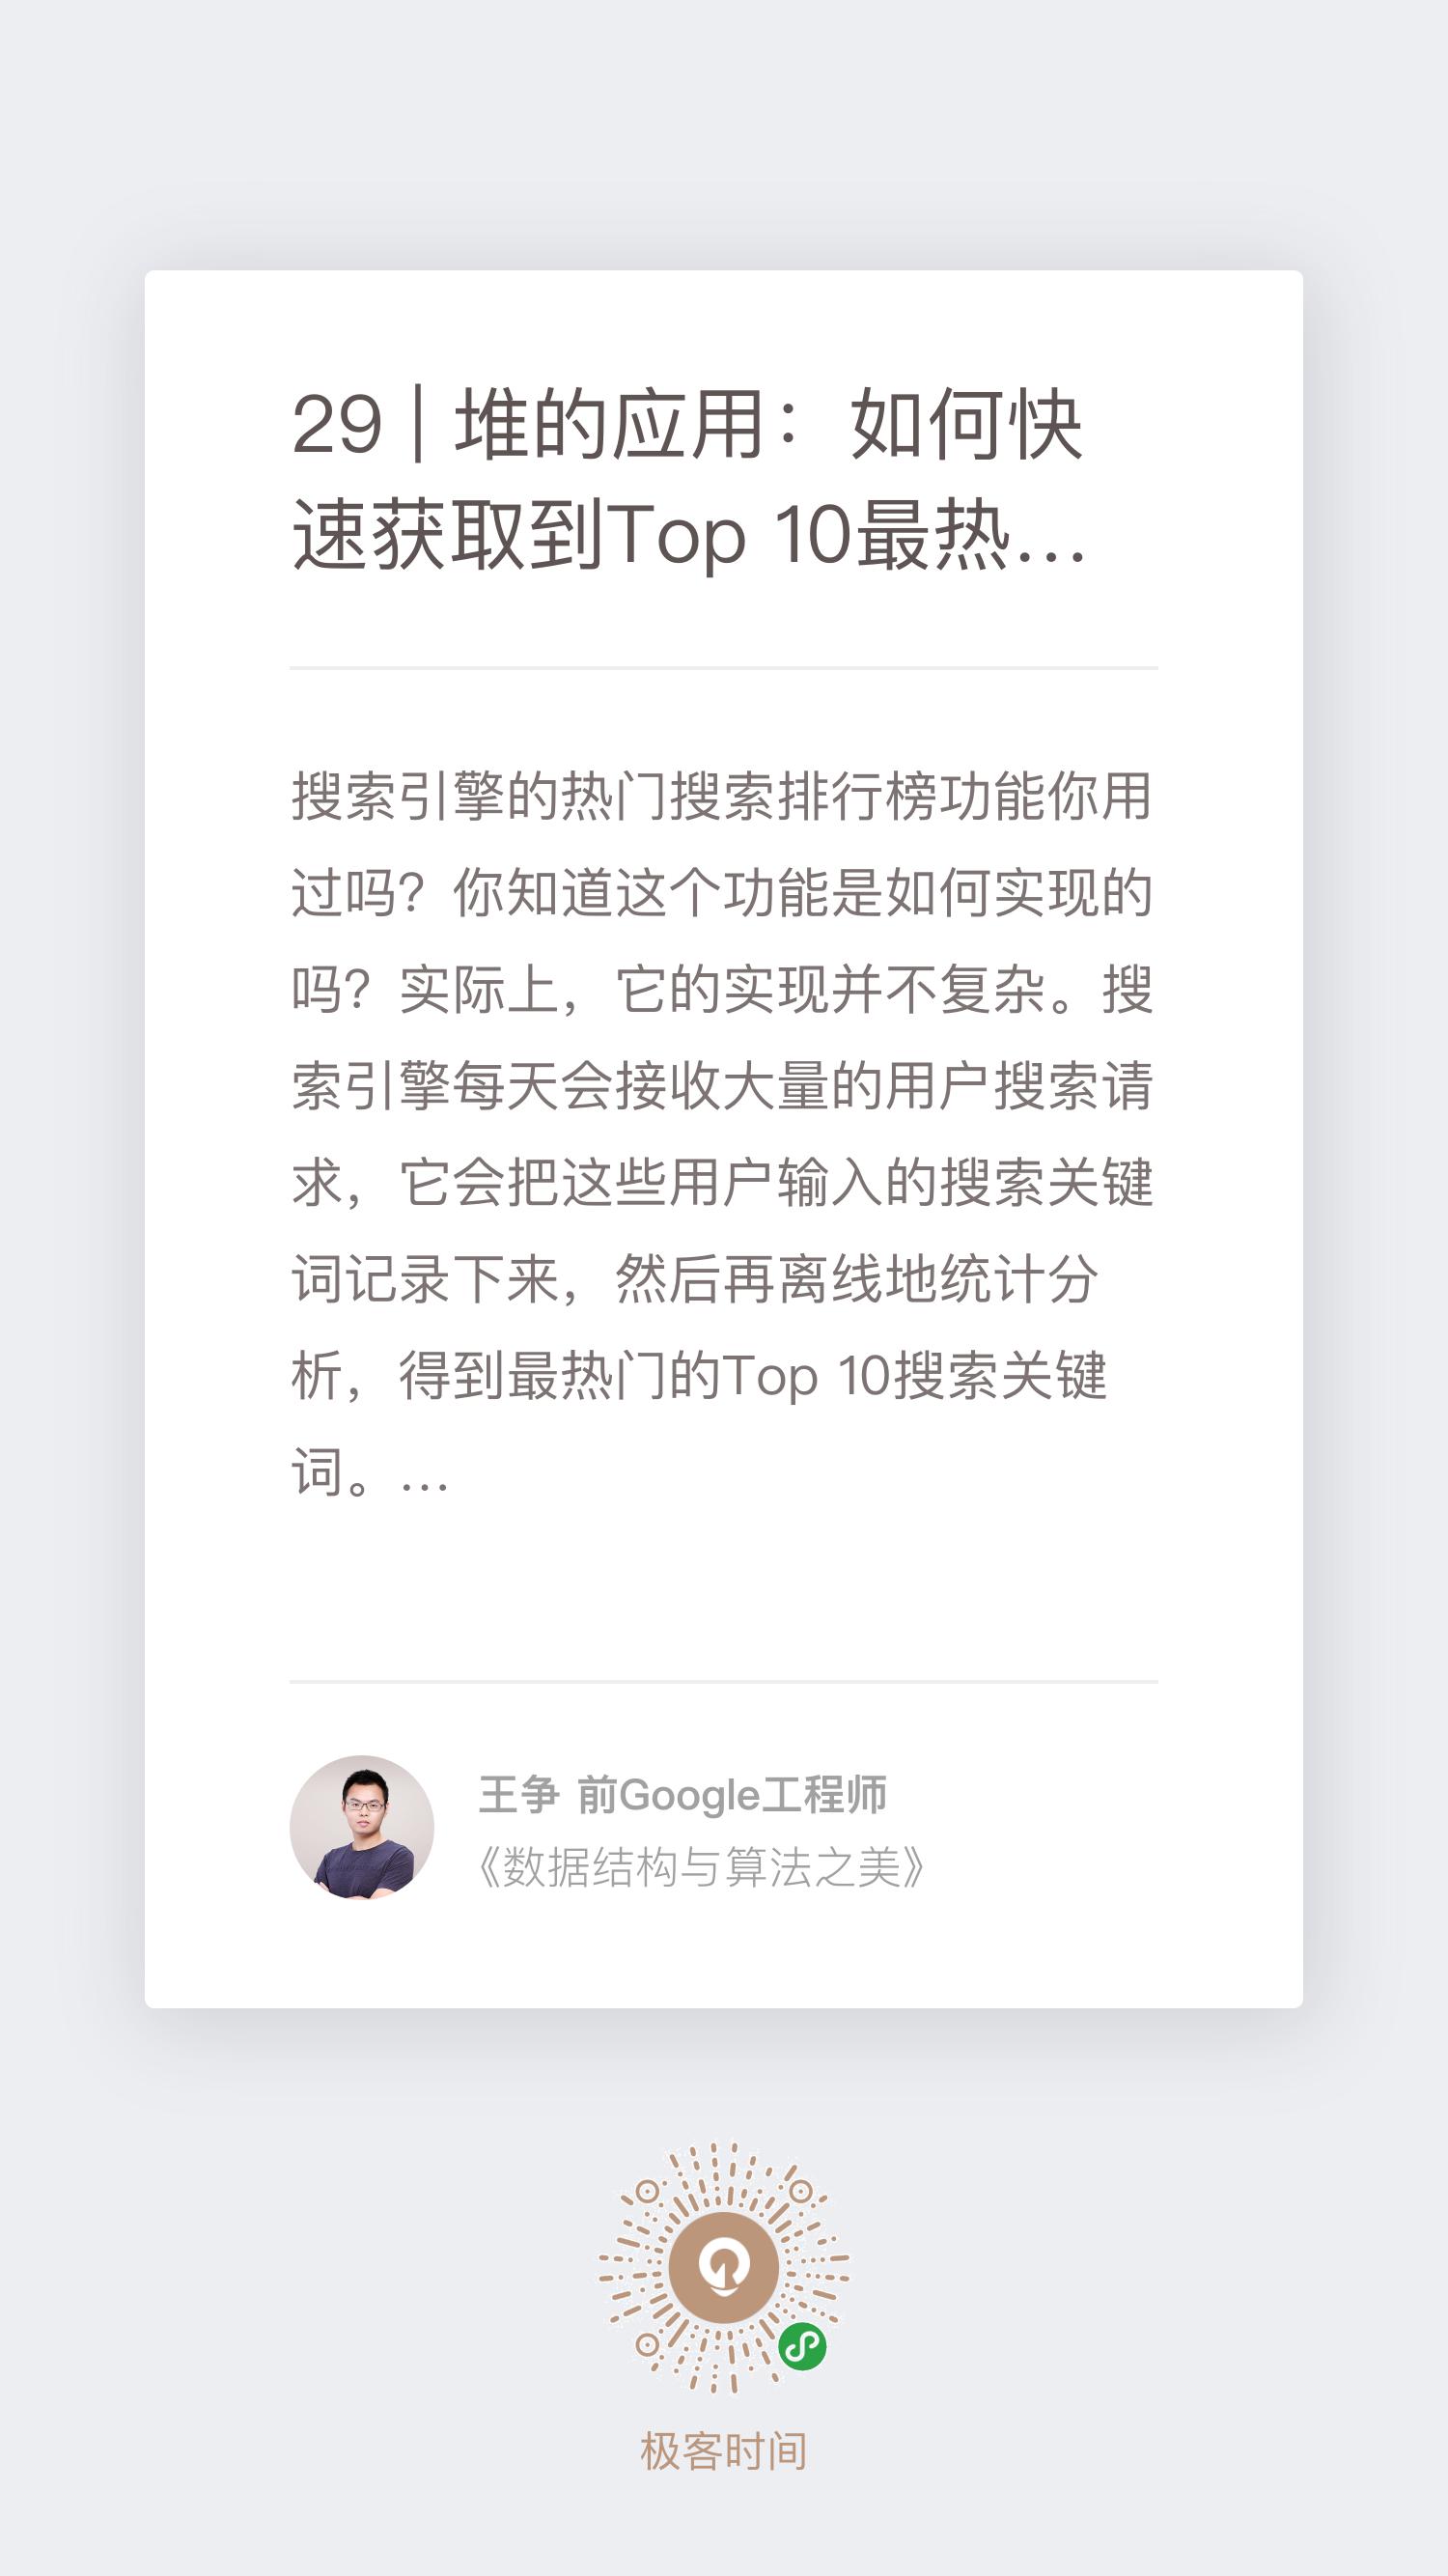 29 | 堆的应用：如何快
速获取到Top 10最热…
搜索引擎的热门搜索排行榜功能你用
过吗？你知道这个功能是如何实现的
吗？实际上，它的实现并不复杂。搜
索引擎每天会接收大量的用户搜索请
求，它会把这些用户输入的搜索关键
词记录下来，然后再离线地统计分
析，得到最热门的Top 10搜索关键
词。…
王争 前Google工程师
《数据结构与算法之美》
极客时间